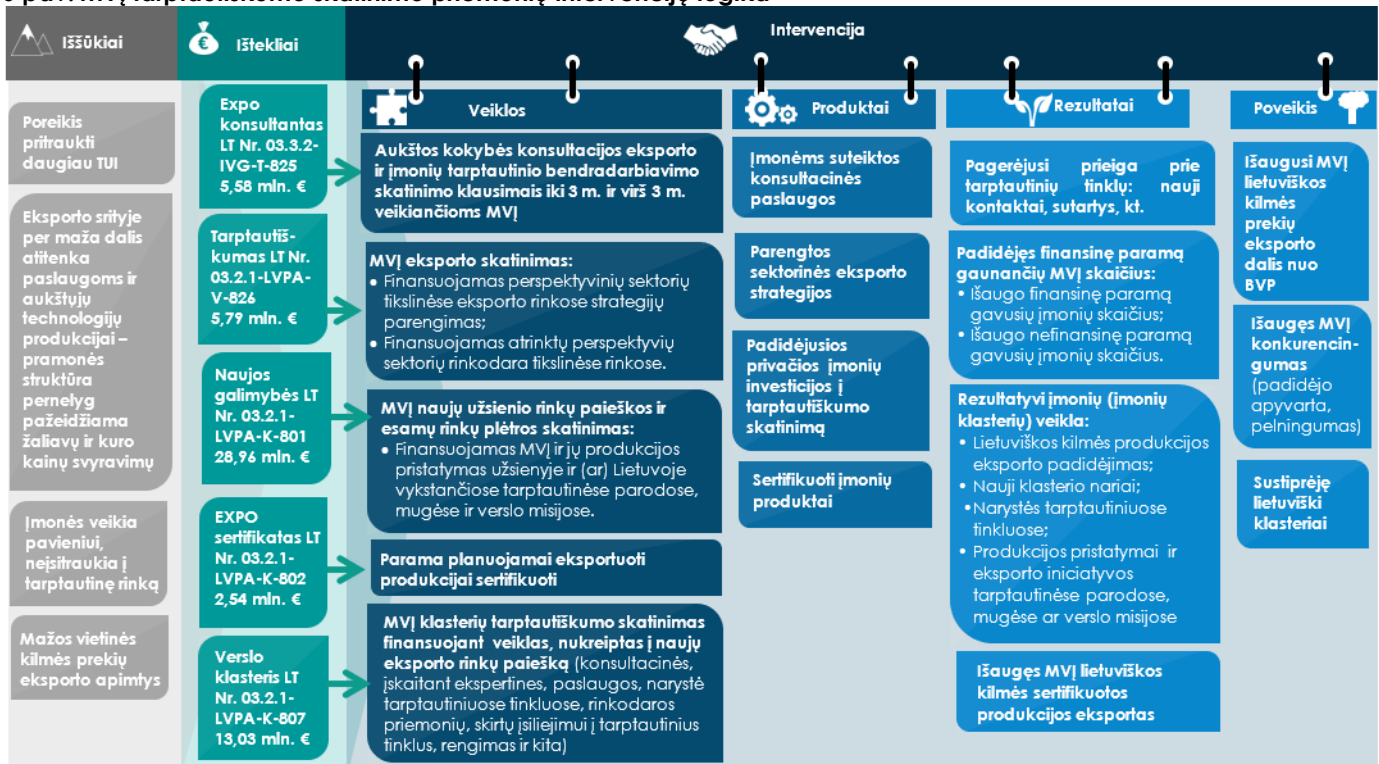 Iššūkiai
Ištekliai
Intervencija
Poreikis
pritraukti
daugiau TUI
Eksporto srityje
per maža dalis
atitenka
paslaugoms ir
aukštųjų
technologijų
produkcijai –
pramonės
struktūra
pernelyg
pažeidžiama
žaliavų ir kuro
kainų svyravimų
Įmonės veikia
pavieniui,
neįsitraukia į
tarptautinę rinką
Mažos vietinės
kilmės prekių
eksporto apimtys
Expo
konsultantas
LT Nr. 03.3.2-
IVG-T-825
5,58 mln. €
Tarptautiš-
kumas LT Nr.
03.2.1-LVPA-
V-826
5,79 mln. €
Naujos
galimybės LT
Nr. 03.2.1-
LVPA-K-801
28,96 mln. €
EXPO
sertifikatas LT
Nr. 03.2.1-
LVPA-K-802
2,54 mln. €
Verslo
klasteris LT
Nr. 03.2.1-
LVPA-K-807
13,03 mln. €
Veiklos
Aukštos kokybės konsultacijos eksporto
ir įmonių tarptautinio bendradarbiavimo
skatinimo klausimais iki 3 m. ir virš 3 m.
veikiančioms MVĮ
MVĮ eksporto skatinimas:
• Finansuojamas perspektyvinių sektorių
tikslinėse eksporto rinkose strategijų
parengimas;
• Finansuojamas atrinktų perspektyvių
sektorių rinkodara tikslinėse rinkose.
MVĮ naujų užsienio rinkų paieškos ir
esamų rinkų plėtros skatinimas:
• Finansuojamas MVĮ ir jų produkcijos
pristatymas užsienyje ir (ar) Lietuvoje
vykstančiose tarptautinėse parodose,
mugėse ir verslo misijose.
Parama planuojamai eksportuoti
produkcijai sertifikuoti
MVĮ klasterių tarptautiškumo skatinimas
finansuojant veiklas, nukreiptas į naujų
eksporto rinkų paiešką (konsultacinės,
įskaitant ekspertines, paslaugos, narystė
tarptautiniuose tinkluose, rinkodaros
priemonių, skirtų įsiliejimui į tarptautinius
tinklus, rengimas ir kita)
Produktai
Įmonėms suteiktos
konsultacinės
paslaugos
Parengtos
sektorinės eksporto
strategijos
Padidėjusios
privačios įmonių
investicijos į
tarptautiškumo
skatinimą
Sertifikuoti įmonių
produktai
Rezultatai
Pagerėjusi prieiga prie
tarptautinių tinklų: nauji
kontaktai, sutartys, kt.
Padidėjęs finansinę paramą
gaunančių MVĮ skaičius:
• Išaugo finansinę paramą
gavusių įmonių skaičius;
• Išaugo nefinansinę paramą
gavusių įmonių skaičius.
Rezultatyvi įmonių (įmonių
klasterių) veikla:
• Lietuviškos kilmės produkcijos
eksporto padidėjimas;
• Nauji klasterio nariai;
• Narystės tarptautiniuose
tinkluose;
• Produkcijos pristatymai ir
eksporto iniciatyvos
tarptautinėse parodose,
mugėse ar verslo misijose
Išaugęs MVĮ lietuviškos
kilmės sertifikuotos
produkcijos eksportas
Poveikis
Išaugusi MVĮ
lietuviškos
kilmės
prekių
eksporto
dalis nuo
BVP
Išaugęs MVĮ
konkurencin-
gumas
(padidėjo
apyvarta,
pelningumas)
Sustiprėję
lietuviški
klasteriai